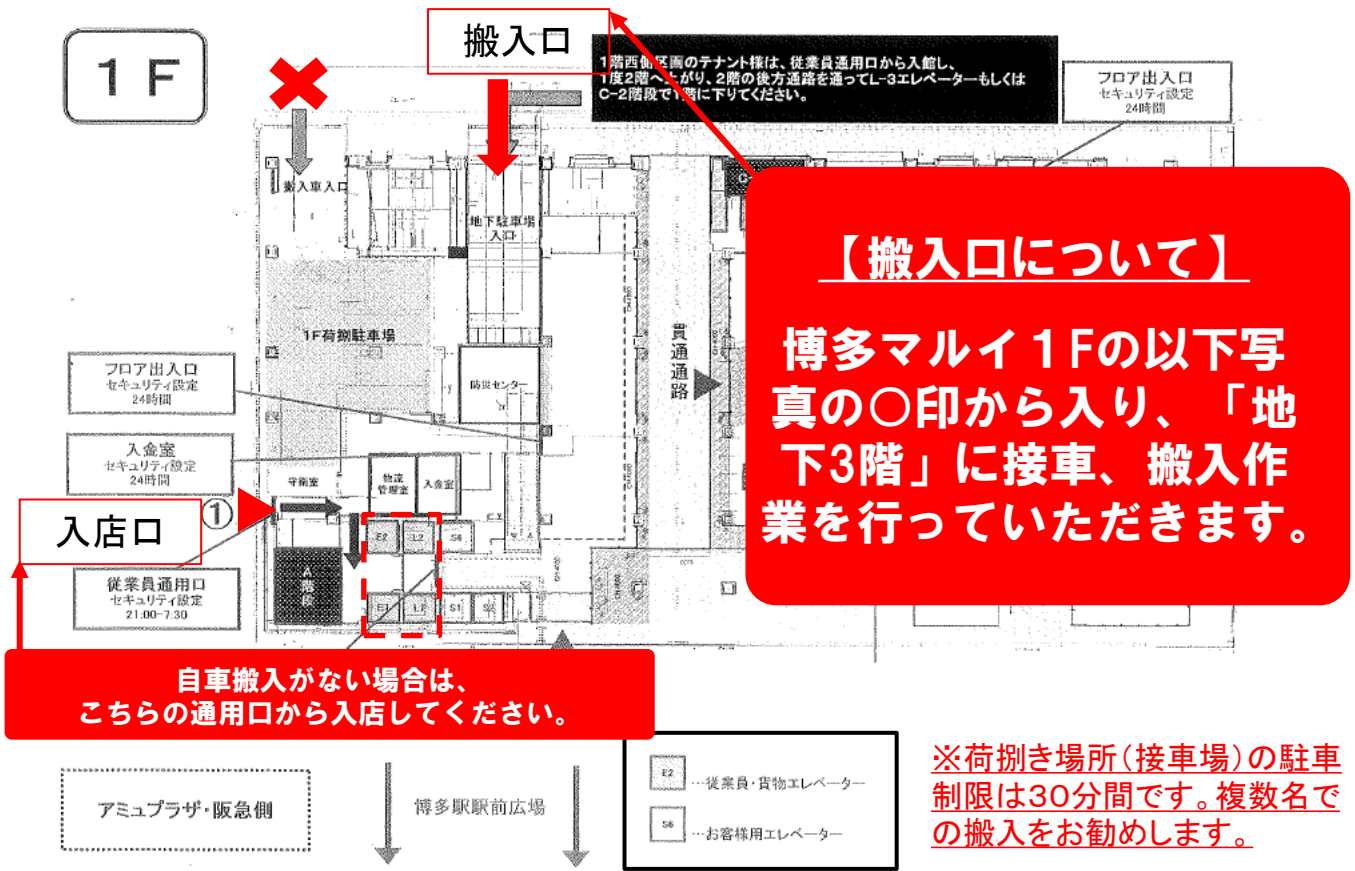 1F
搬入口
1階西側区画のテナント様は、従業員通用口から入館し、
1度2階へ上がり、2階の後方通路を通ってL-3エレベーターもしくは
C-2階段で1階に下りてください。
フロア出入口
セキュリティ設定
24時間
搬入車入口
地下駐車場
入口
【搬入口について】
博多マルイ1Fの以下写
真の○印から入り、「地
下3階」に接車、搬入作
業を行っていただきます。
1F荷捌駐車場
貫通通路
防災センター
フロア出入口
セキュリティ設定
24時間
入金室
セキュリティ設定
24時間
守衛室
物流
管理室
入金室
入店口
①
E2
L2
S6
A階段
E1
L1
S1
S2
従業員通用口
セキュリティ設定
21:00-7:30
自車搬入がない場合は、
こちらの通用口から入店してください。
アミュプラザ・阪急側
博多駅駅前広場
E2
…従業員・貨物エレベーター
S6
…お客様用エレベーター
※荷捌き場所(接車場)の駐車
制限は30分間です。複数名で
の搬入をお勧めします。